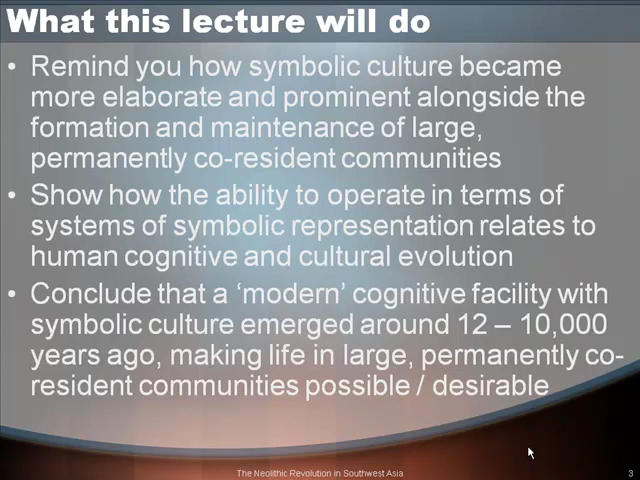 What this lecture will do
• Remind you how symbolic culture became
more elaborate and prominent alongside the
formation and maintenance of large,
permanently co-resident communities
• Show how the ability to operate in terms of
systems of symbolic representation relates to
human cognitive and cultural evolution
• Conclude that a ‘modern’ cognitive facility with
symbolic culture emerged around 12 – 10,000
years ago, making life in large, permanently co-
resident communities possible / desirable
The Neolithic Revolution in Southwest Asia
3